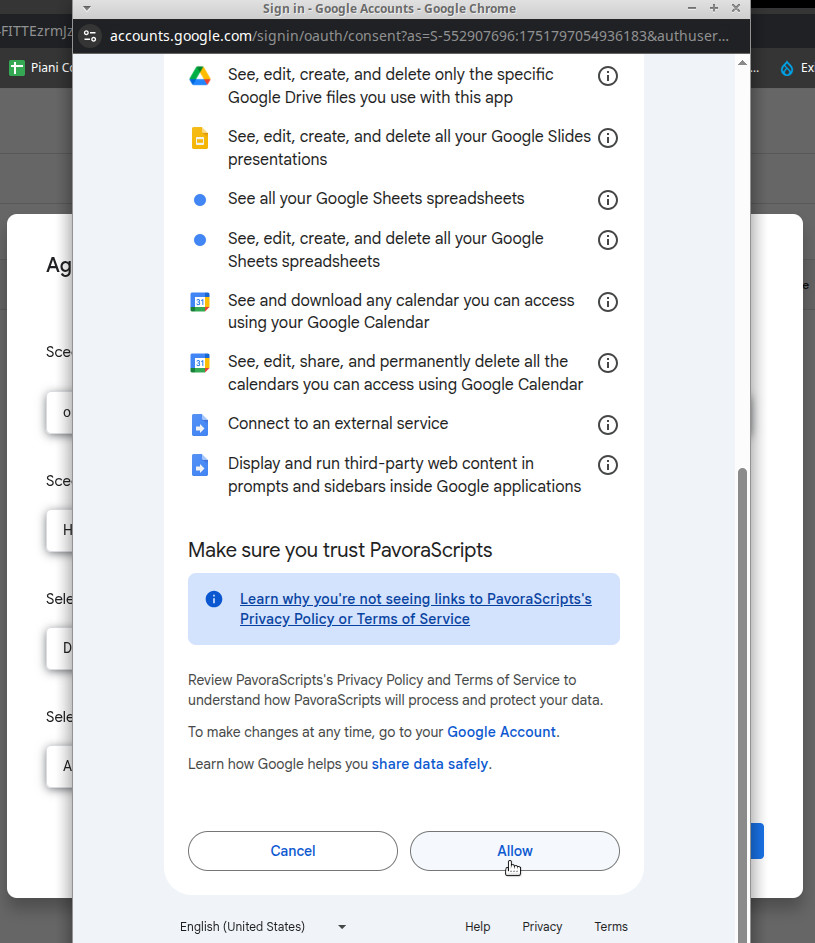 Sign in - Google Accounts - Google Chrome
-FITTEzrmJz
accounts.google.com/signin/oauth/consent?as=S-552907696:1751797054936183&authuser...
Piani Co
...
Ex
See, edit, create, and delete only the specific
Google Drive files you use with this app
See, edit, create, and delete all your Google Slides
presentations
See all your Google Sheets spreadsheets
See, edit, create, and delete all your Google
Sheets spreadsheets
Ag
e
31
See and download any calendar you can access
using your Google Calendar
Sce
31
See, edit, share, and permanently delete all the
calendars you can access using Google Calendar
o
Connect to an external service
Display and run third-party web content in
prompts and sidebars inside Google applications
Sce
H
Make sure you trust PavoraScripts
Learn why you're not seeing links to PavoraScripts's
Privacy Policy or Terms of Service
Sele
D
Review PavoraScripts's Privacy Policy and Terms of Service to
understand how PavoraScripts will process and protect your data.
Sele
To make changes at any time, go to your Google Account.
Learn how Google helps you share data safely.
A
Cancel
Allow
English (United States)
Help
Privacy
Terms